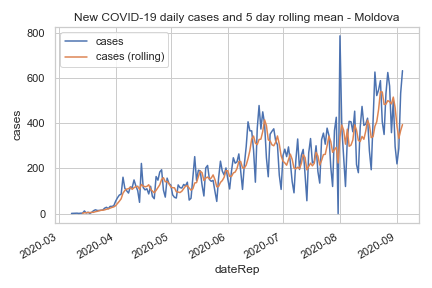 New COVID-19 daily cases and 5 day rolling mean - Moldova
800
600
400
200
0
cases
cases
cases (rolling)
2020-03
2020-04
2020-05
2020-06
2020-07
2020-08
2020-09
dateRep